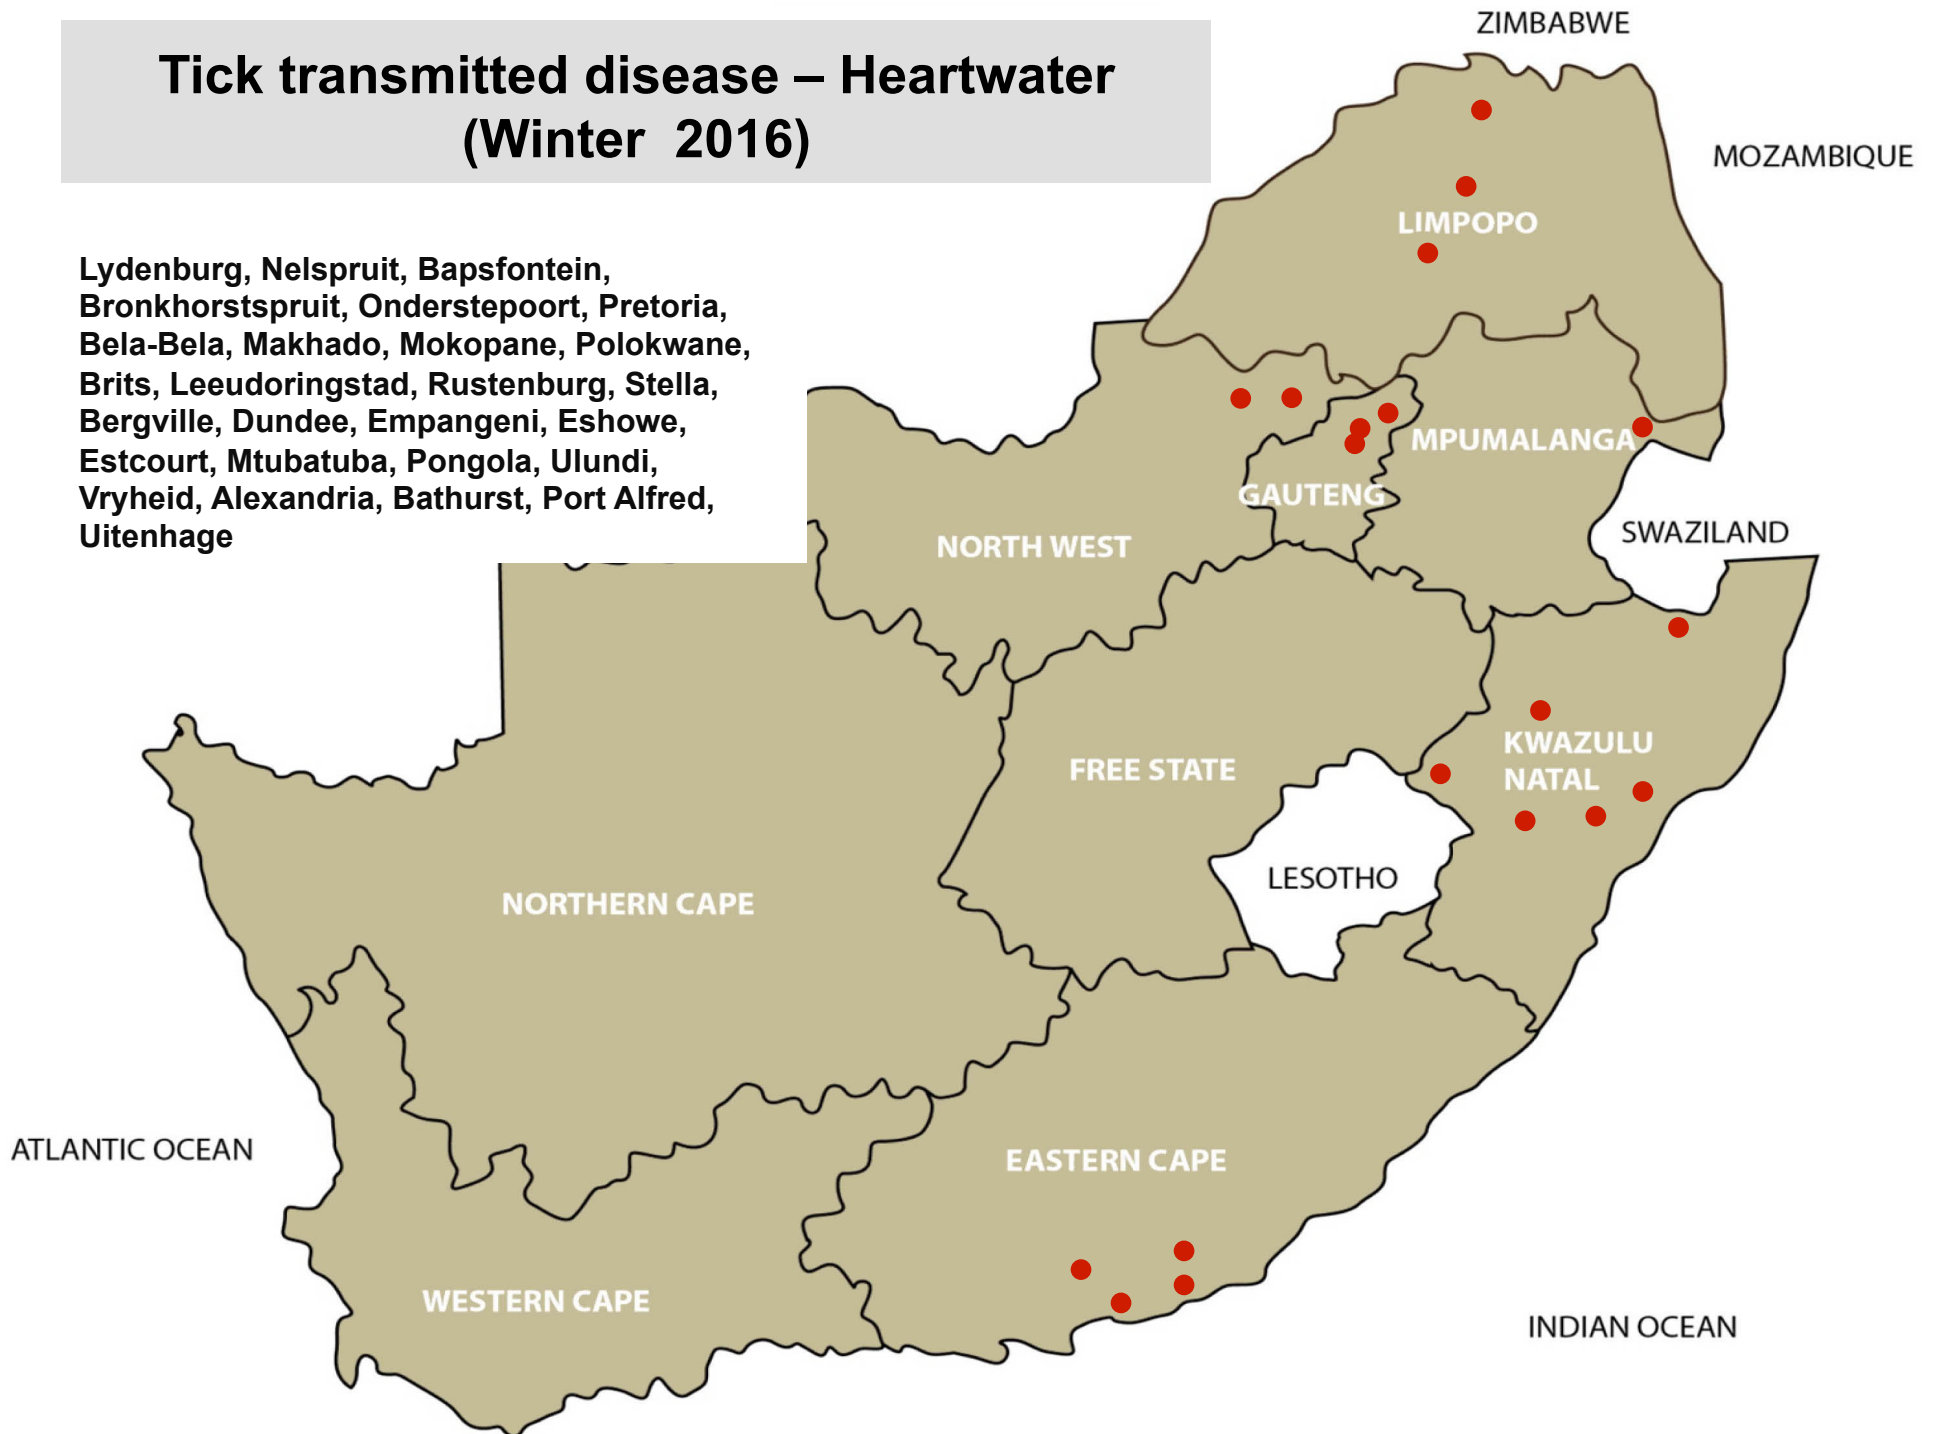 Tick transmitted disease – Heartwater
(Winter 2016)
ZIMBABWE
MOZAMBIQUE
LIMPOPO
Lydenburg, Nelspruit, Bapsfontein,
Bronkhorstspruit, Onderstepoort, Pretoria,
Bela-Bela, Makhado, Mokopane, Polokwane,
Brits, Leeudoringstad, Rustenburg, Stella,
Bergville, Dundee, Empangeni, Eshowe,
Estcourt, Mtubatuba, Pongola, Ulundi,
Vryheid, Alexandria, Bathurst, Port Alfred,
Uitenhage
MPUMALANGA
GAUTENG
SWAZILAND
NORTH WEST
KWAZULU
NATAL
FREE STATE
LESOTHO
NORTHERN CAPE
ATLANTIC OCEAN
EASTERN CAPE
WESTERN CAPE
INDIAN OCEAN